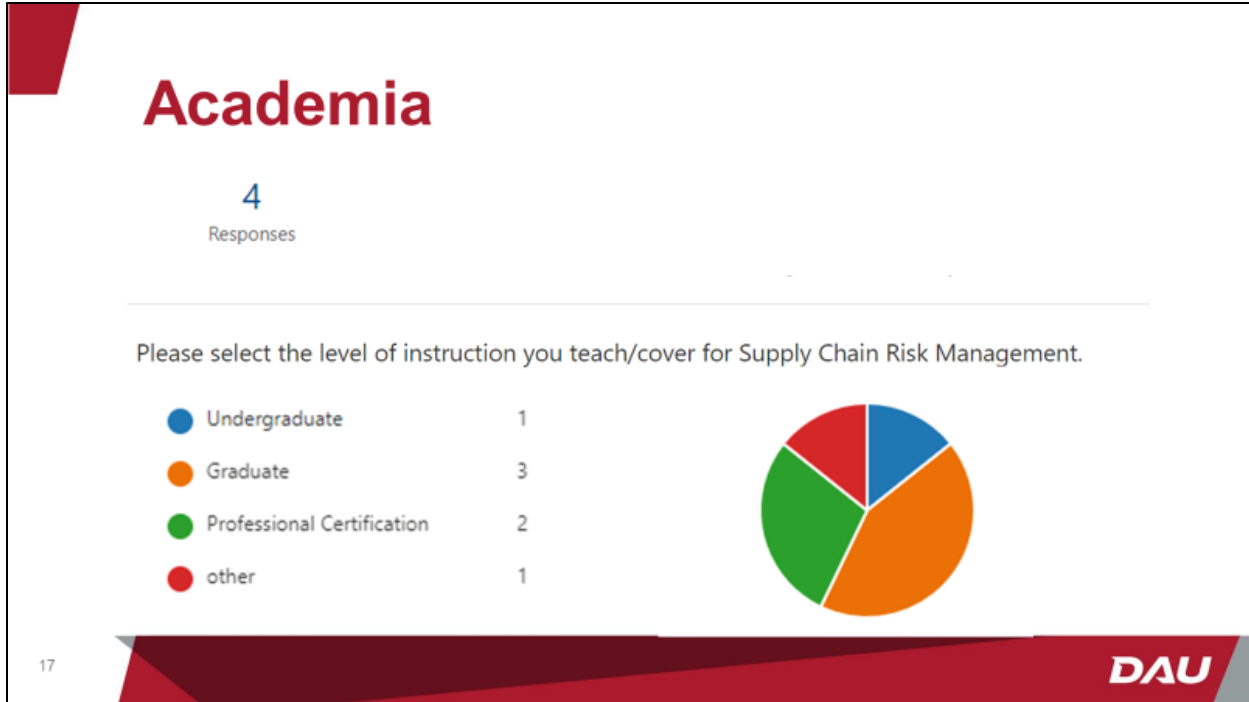 Academia
4
Responses
Please select the level of instruction you teach/cover for Supply Chain Risk Management.
Undergraduate 1
Graduate 3
Professional Certification 2
other 1
17
DAU